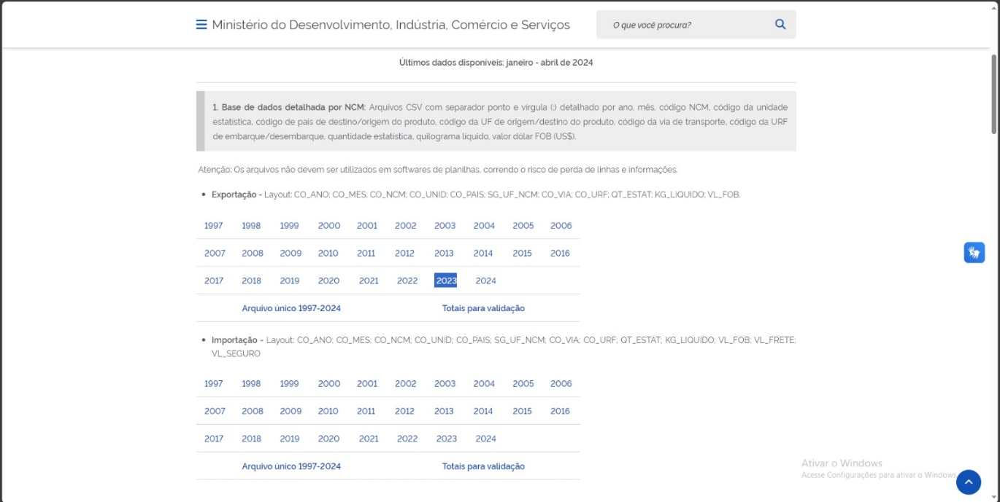 Ministério do Desenvolvimento, Indústria, Comércio e Serviços
O que você procura?
Últimos dados disponíveis: janeiro - abril de 2024
1. Base de dados detalhada por NCM: Arquivos CSV com separador ponto e vírgula (;) detalhado por ano, mês, código NCM, código da unidade
estatística, código de país de destino/origem do produto, código da UF de origem/destino do produto, código da via de transporte, código da URF
de embarque/desembarque, quantidade estatística, quilograma líquido, valor dólar FOB (US$).
Atenção: Os arquivos não devem ser utilizados em softwares de planilhas, correndo o risco de perda de linhas e informações.
• Exportação - Layout: CO_ANO; CO_MES; CO_NCM; CO_UNID; CO_PAIS; SG_UF_NCM; CO_VIA; CO_URF; QT_ESTAT; KG_LIQUIDO; VL_FOB.
1997 1998 1999 2000 2001 2002 2003 2004 2005 2006
2007 2008 2009 2010 2011 2012 2013 2014 2015 2016
2017 2018 2019 2020 2021 2022 2023 2024
Arquivo único 1997-2024 Totais para validação
• Importação - Layout: CO_ANO; CO_MES; CO_NCM; CO_UNID; CO_PAIS; SG_UF_NCM; CO_VIA; CO_URF; QT_ESTAT; KG_LIQUIDO; VL_FOB; VL_FRETE;
VL_SEGURO
1997 1998 1999 2000 2001 2002 2003 2004 2005 2006
2007 2008 2009 2010 2011 2012 2013 2014 2015 2016
2017 2018 2019 2020 2021 2022 2023 2024
Arquivo único 1997-2024 Totais para validação
Ativar o Windows
Acesse Configurações para ativar o Windows.